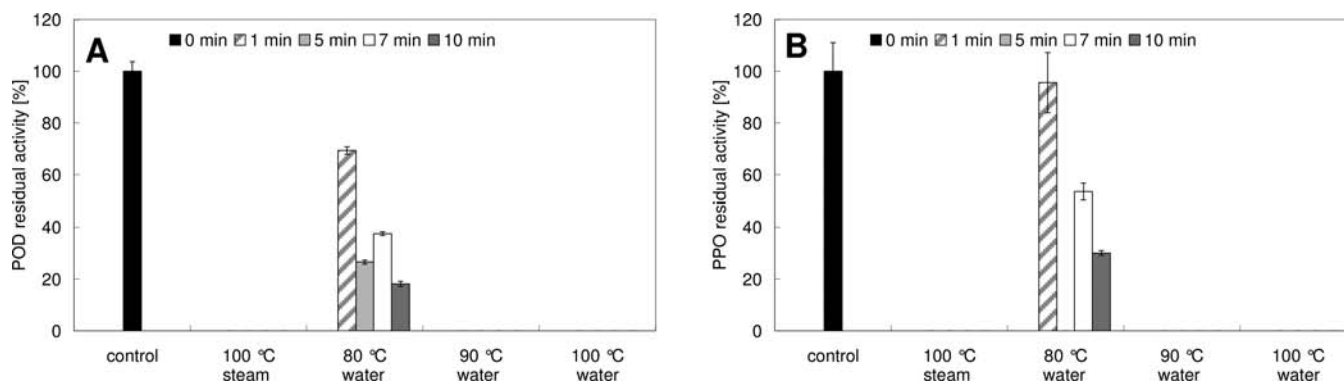 A
0 min 1 min 5 min 7 min 10 min
POD residual activity [%]
120
100
80
60
40
20
0
control
100 °C steam
80 °C water
90 °C water
100 °C water
B
0 min 1 min 5 min 7 min 10 min
PPO residual activity [%]
120
100
80
60
40
20
0
control
100 °C steam
80 °C water
90 °C water
100 °C water